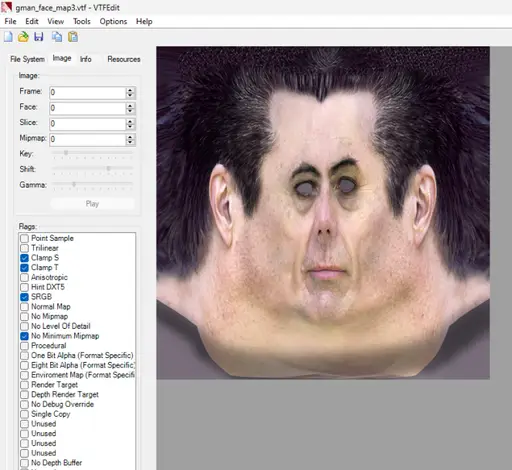 gman_face_map3.vtf - VTFEdit
File Edit View Tools Options Help
File System Image Info Resources
Image:
Frame: 0
Face: 0
Slice: 0
Mipmap: 0
Key:
Shift:
Gamma:
Play
Flags:
Point Sample
Trilinear
Clamp S
Clamp T
Anisotropic
Hint DXT5
SRGB
Normal Map
No Mipmap
No Level Of Detail
No Minimum Mipmap
Procedural
One Bit Alpha (Format Specific)
Eight Bit Alpha (Format Specific)
Enviroment Map (Format Specifi
Render Target
Depth Render Target
No Debug Override
Single Copy
Unused
Unused
Unused
Unused
No Depth Buffer